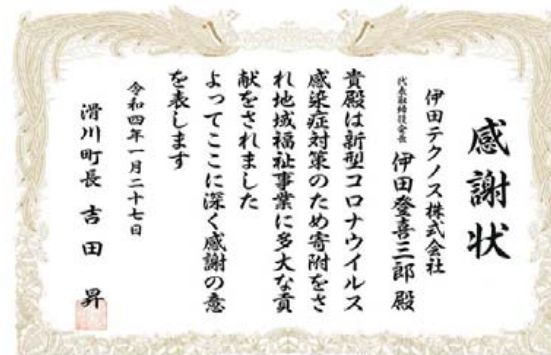 感謝状
伊田テクノス株式会社
代表取締役会長 伊田登喜三郎 殿
貴殿は新型コロナウイルス
感染症対策のため寄附をさ
れ地域福祉事業に多大な貢
献をされました
よってここに深く感謝の意
を表します
令和四年一月二十七日
滑川町長 吉田 昇